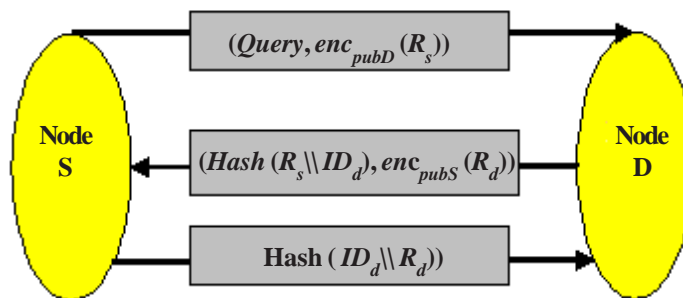 (Query, enc_pubD (R_s))
Node
S
Node
D
(Hash (R_s \\ ID_d), enc_pubS (R_d))
Hash ( ID_d \\ R_d))